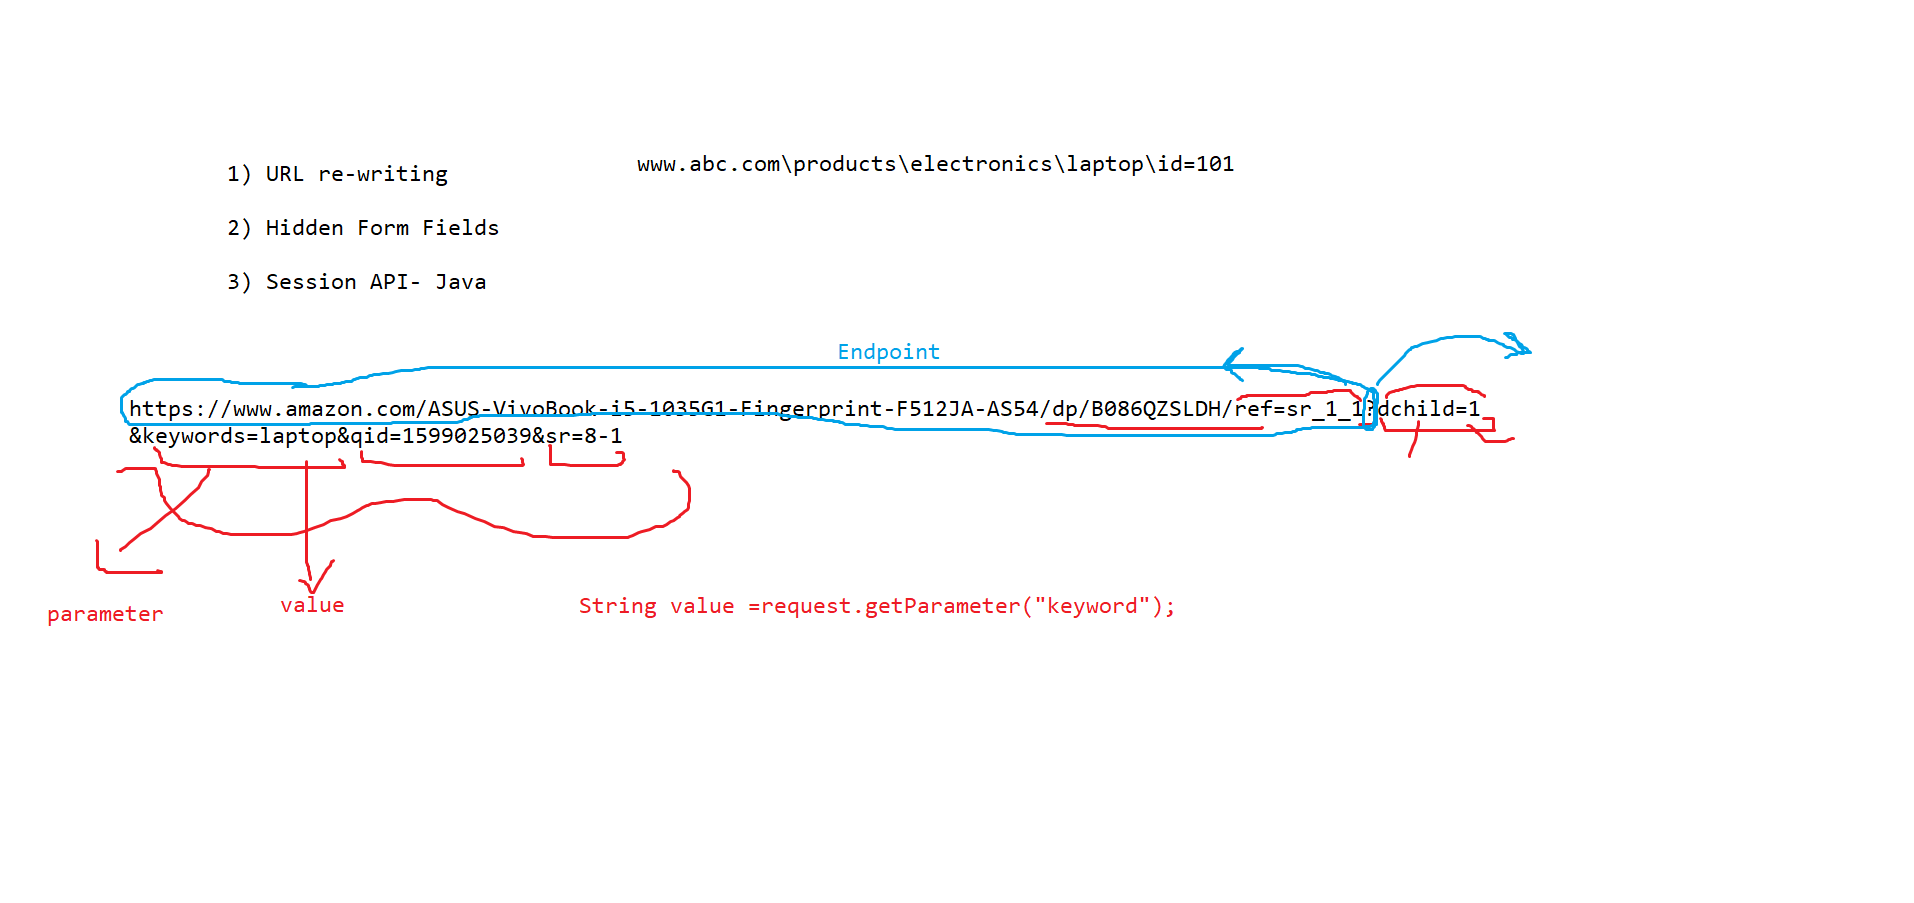 www.abc.com\products\electronics\laptop\id=101
1) URL re-writing
2) Hidden Form Fields
3) Session API- Java
Endpoint
https://www.amazon.com/ASUS-VivoBook-i5-1035G1-Fingerprint-F512JA-AS54/dp/B086QZSLDH/ref=sr_1_1?dchild=1
&keywords=laptop&qid=1599025039&sr=8-1
parameter
value
String value =request.getParameter("keyword");